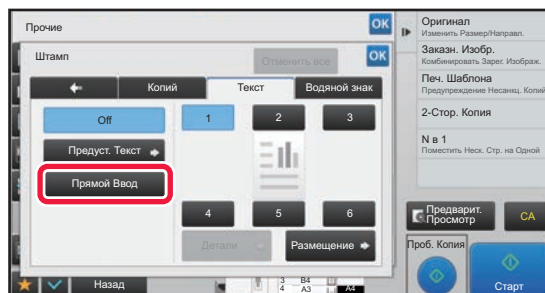 Прочие
OK
Штамп
Отменить все
OK
Копий
Текст
Водяной знак
Off
Предуст. Текст
Прямой Ввод
1
2
3
4
5
6
Детали
Размещение
Оригинал
Изменить Размер/Направл.
Заказн. Изобр.
Комбинировать Зарег. Изображ.
Печ. Шаблона
Предупреждение Несанкц. Копий
2-Стор. Копия
N в 1
Поместить Неск. Стр. на Одной
Предварит.
Просмотр
CA
Проб. Копия
Старт
Назад
3 B4
4 A3
A4